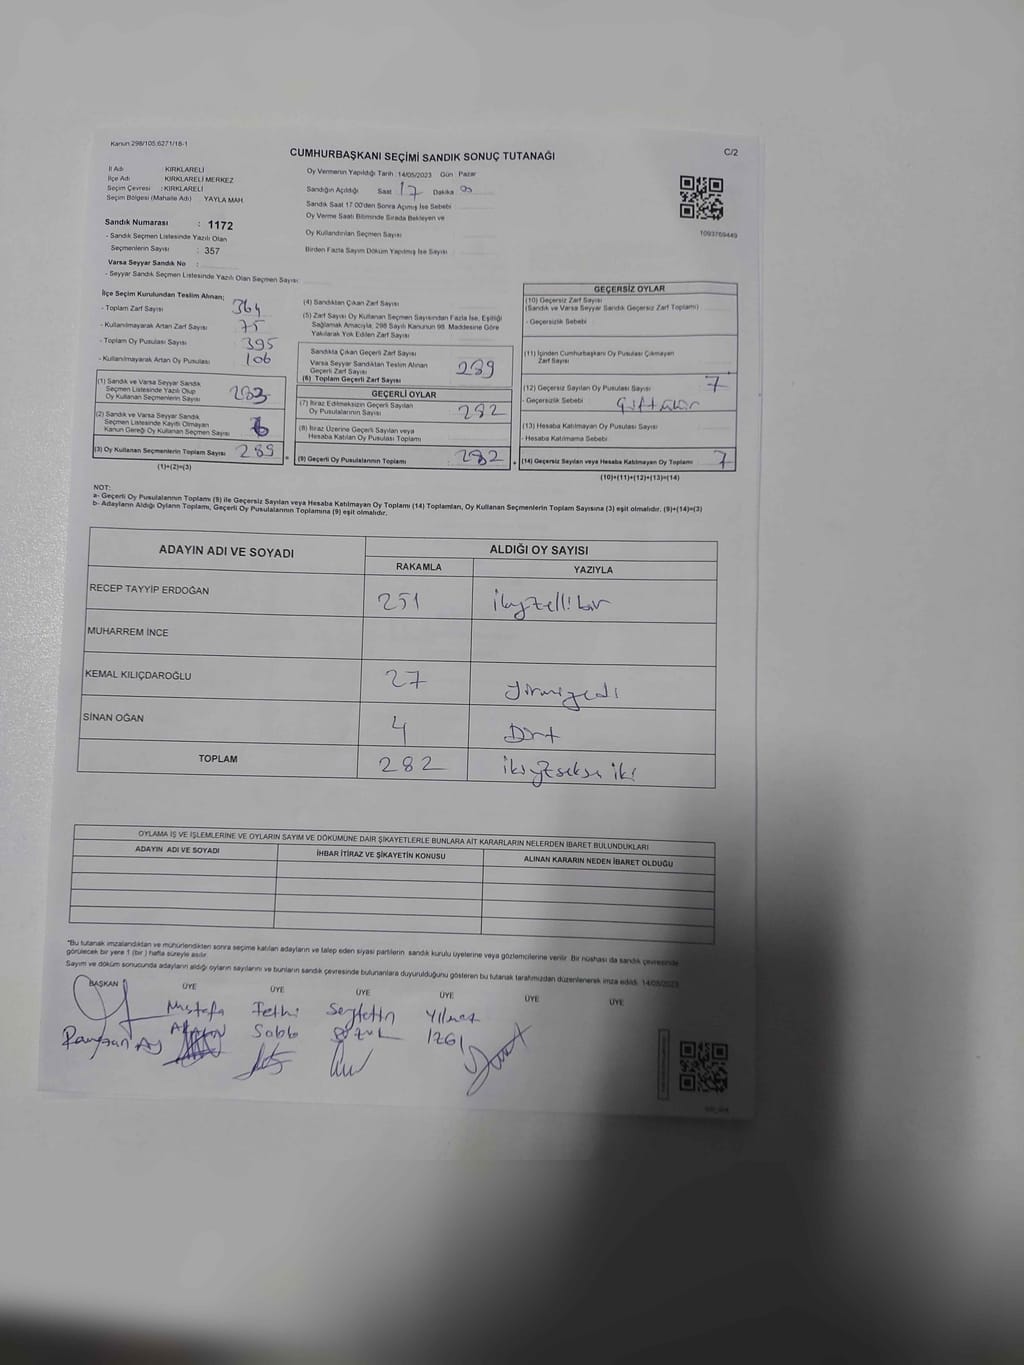 Kanun 298/105,6271/18-1
CUMHURBAŞKANI SEÇİMİ SANDIK SONUÇ TUTANAĞI
C/2
İl Adı : KIRKLARELİ
İlçe Adı : KIRKLARELİ MERKEZ
Seçim Çevresi : KIRKLARELİ
Seçim Bölgesi (Mahalle Adı) YAYLA MAH.
Sandık Numarası : 1172
- Sandık Seçmen Listesinde Yazılı Olan
Seçmenlerin Sayısı : 357
Varsa Seyyar Sandık No :
- Seyyar Sandık Seçmen Listesinde Yazılı Olan Seçmen Sayısı
Oy Vermenin Yapıldığı Tarih : 14/05/2023 Gün Pazar
Sandığın Açıldığı Saat 17 Dakika 00
Sandık Saat 17.00'den Sonra Açılmış İse Sebebi
Oy Verme Saati Bitiminde Sırada Bekleyen ve
Oy Kullandırılan Seçmen Sayısı
Birden Fazla Sayım Döküm Yapılmış İse Sayısı
1093769449
İlçe Seçim Kurulundan Teslim Alınan;
- Toplam Zarf Sayısı 364
- Kullanılmayarak Artan Zarf Sayısı 75
- Toplam Oy Pusulası Sayısı 395
- Kullanılmayarak Artan Oy Pusulası 106
(1) Sandık ve Varsa Seyyar Sandık
Seçmen Listesinde Yazılı Olup
Oy Kullanan Seçmenlerin Sayısı 283
(2) Sandık ve Varsa Seyyar Sandık
Seçmen Listesinde Kayıtlı Olmayan
Kanun Gereği Oy Kullanan Seçmen Sayısı 6
(3) Oy Kullanan Seçmenlerin Toplam Sayısı 289
(1)+(2)=(3)
(4) Sandıktan Çıkan Zarf Sayısı
(5) Zarf Sayısı Oy Kullanan Seçmen Sayısından Fazla İse, Eşitliği
Sağlamak Amacıyla, 298 Sayılı Kanunun 98. Maddesine Göre
Yakılarak Yok Edilen Zarf Sayısı
Sandıkta Çıkan Geçerli Zarf Sayısı
Varsa Seyyar Sandıktan Teslim Alınan
Geçerli Zarf Sayısı
(6) Toplam Geçerli Zarf Sayısı 289
GEÇERLİ OYLAR
(7) İtiraz Edilmeksizin Geçerli Sayılan
Oy Pusulalarının Sayısı 282
(8) İtiraz Üzerine Geçerli Sayılan veya
Hesaba Katılan Oy Pusulası Toplamı
(9) Geçerli Oy Pusulalarının Toplamı 282
GEÇERSİZ OYLAR
(10) Geçersiz Zarf Sayısı
(Sandık ve Varsa Seyyar Sandık Geçersiz Zarf Toplamı)
- Geçersizlik Sebebi
(11) İçinden Cumhurbaşkanı Oy Pusulası Çıkmayan
Zarf Sayısı
(12) Geçersiz Sayılan Oy Pusulası Sayısı 7
- Geçersizlik Sebebi
(13) Hesaba Katılmayan Oy Pusulası Sayısı
- Hesaba Katılmama Sebebi
(14) Geçersiz Sayılan veya Hesaba Katılmayan Oy Toplamı 7
(10)+(11)+(12)+(13)=(14)
NOT:
a- Geçerli Oy Pusulalarının Toplamı (9) ile Geçersiz Sayılan veya Hesaba Katılmayan Oy Toplamı (14) Toplamları, Oy Kullanan Seçmenlerin Toplam Sayısına (3) eşit olmalıdır. (9)+(14)=(3)
b- Adayların Aldığı Oyların Toplamı, Geçerli Oy Pusulalarının Toplamına (9) eşit olmalıdır.
ADAYIN ADI VE SOYADI ALDIĞI OY SAYISI
RAKAMLA YAZIYLA
RECEP TAYYİP ERDOĞAN 251 ikiyzellibir
MUHARREM İNCE
KEMAL KILIÇDAROĞLU 27 yirmiyedi
SİNAN OĞAN 4 Dört
TOPLAM 282 ikiyzseksen iki
OYLAMA İŞ VE İŞLEMLERİNE VE OYLARIN SAYIM VE DÖKÜMÜNE DAİR ŞİKAYETLERLE BUNLARA AİT KARARLARIN NELERDEN İBARET BULUNDUKLARI
ADAYIN ADI VE SOYADI İHBAR İTİRAZ VE ŞİKAYETİN KONUSU ALINAN KARARIN NEDEN İBARET OLDUĞU
"Bu tutanak imzalandıktan ve mühürlendikten sonra seçime katılan adayların ve talep eden siyasi partilerin, sandık kurulu üyelerine veya gözlemcilerine verilir. Bir nüshası da sandık çevresinde
görülecek bir yere 1 (bir ) hafta süreyle asılır.
Sayım ve döküm sonucunda adayların aldığı oyların sayılarını ve bunların sandık çevresinde bulunanlara duyurulduğunu gösteren bu tutanak tarafımızdan düzenlenerek imza edildi. 14/05/2023
BAŞKAN ÜYE ÜYE ÜYE ÜYE ÜYE ÜYE
Mustafa Fethi Seyfettin Yılmaz
Ramazan Ay